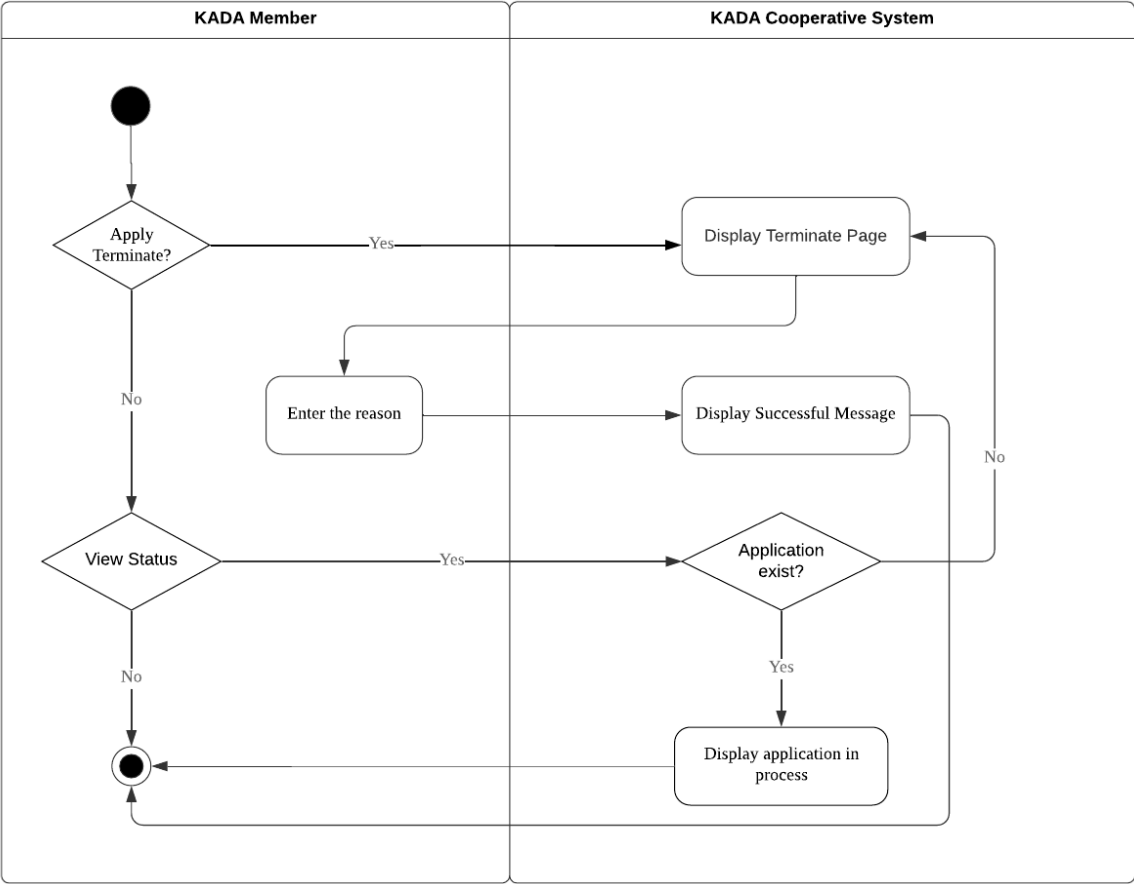 KADA Member
KADA Cooperative System
Apply
Terminate?
Yes
Display Terminate Page
No
Enter the reason
Display Successful Message
No
View Status
Yes
Application
exist?
No
Yes
Display application in
process